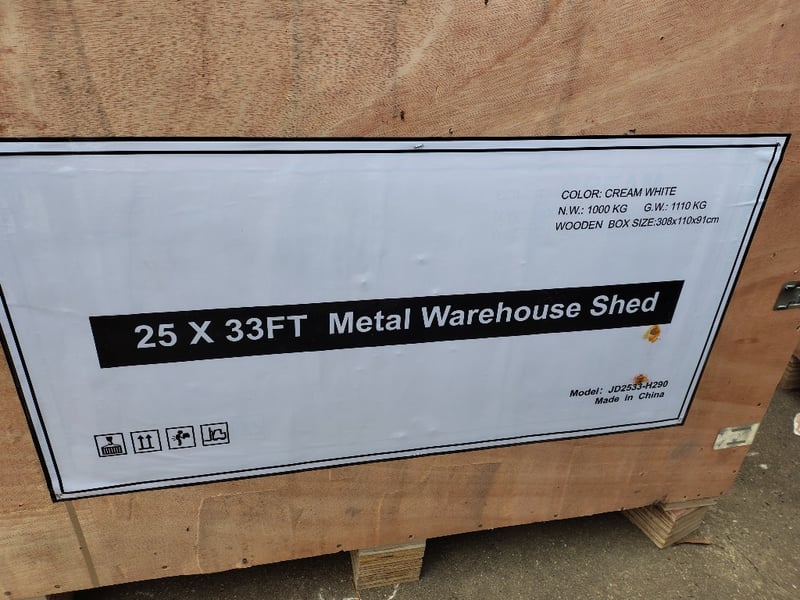 COLOR: CREAM WHITE
N.W.: 1000 KG G.W.: 1110 KG
WOODEN BOX SIZE:308x110x91cm
25 X 33FT Metal Warehouse Shed
Model: JD2533-H290
Made in China